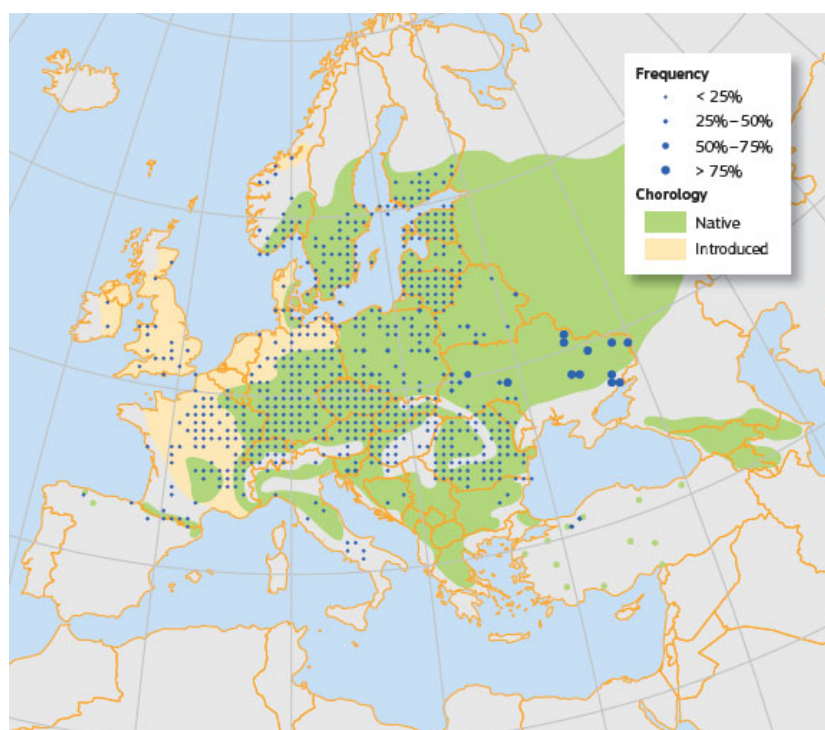 Frequency
< 25%
25%–50%
50%–75%
> 75%
Chorology
Native
Introduced